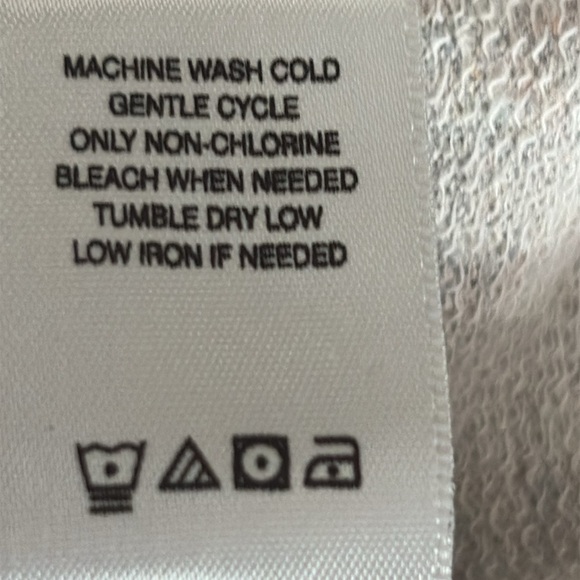 MACHINE WASH COLD
GENTLE CYCLE
ONLY NON-CHLORINE
BLEACH WHEN NEEDED
TUMBLE DRY LOW
LOW IRON IF NEEDED